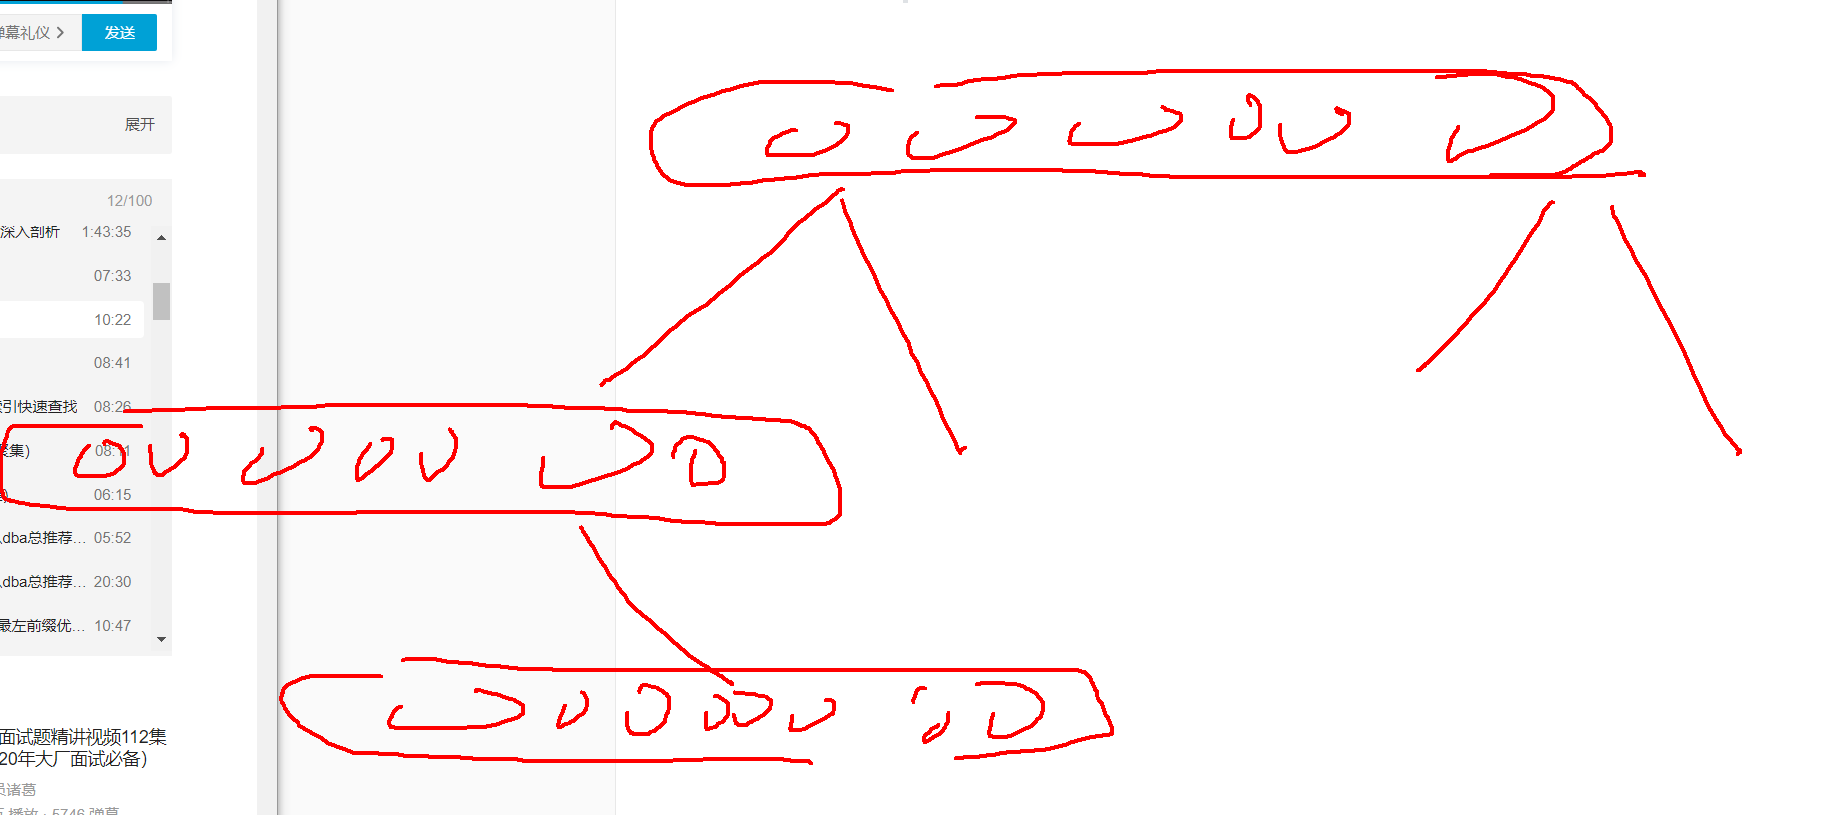 弹幕礼仪
发送
展开
12/100
深入剖析 1:43:35
07:33
10:22
08:41
索引快速查找 08:26
聚集)
06:15
dba总推荐… 05:52
dba总推荐… 20:30
最左前缀优… 10:47
面试题精讲视频112集
20年大厂面试必备）
员诸葛
播放 · 5746 弹幕